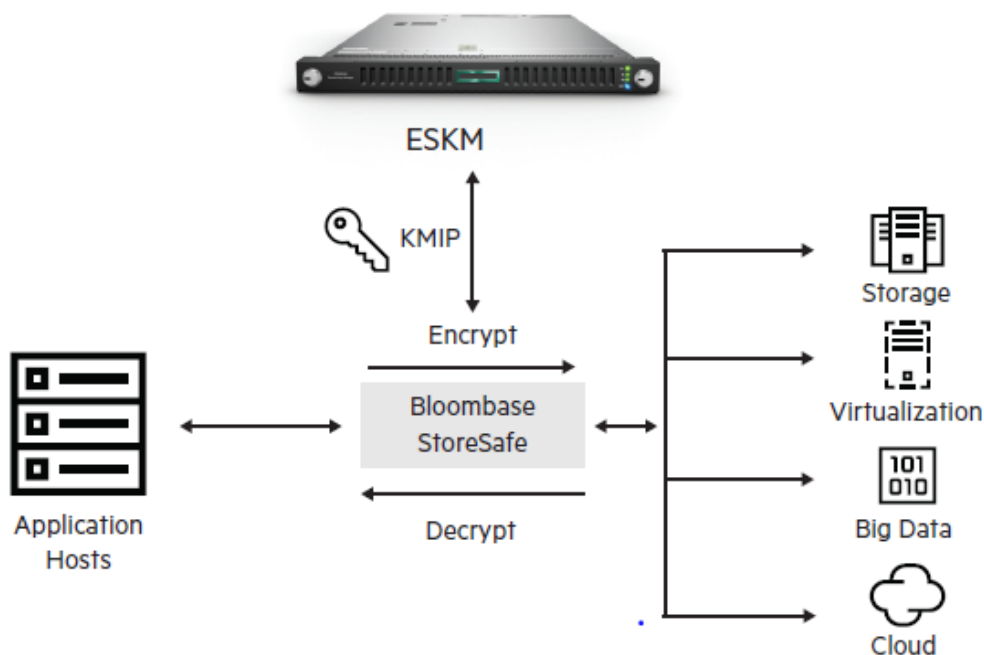 ESKM
KMIP
Encrypt
Bloombase
StoreSafe
Decrypt
Application
Hosts
Storage
Virtualization
101
010
Big Data
Cloud